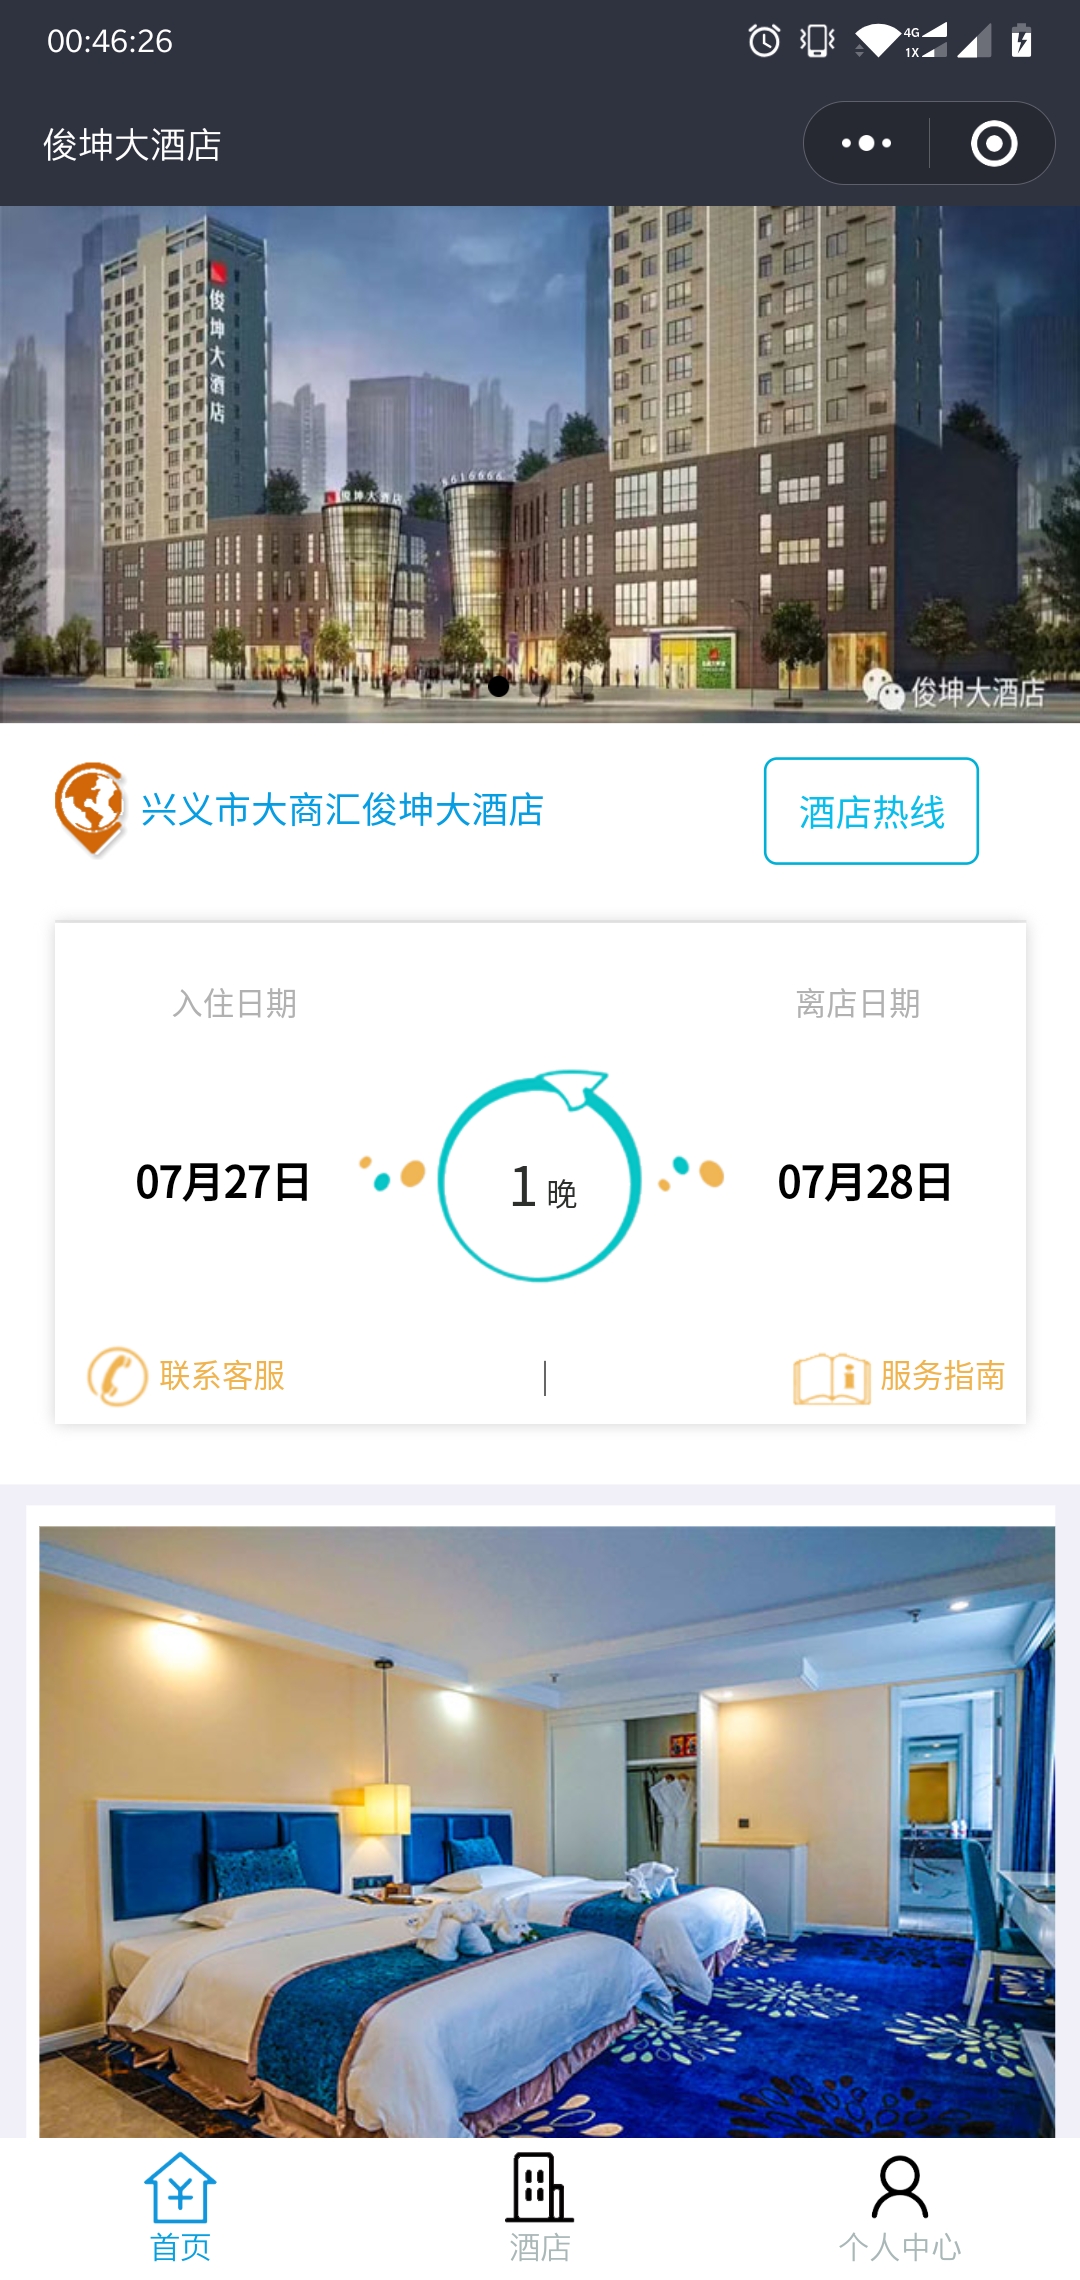 00:46:26
4G
1X
俊坤大酒店
俊坤大酒店
俊坤大酒店
8616666
俊坤大酒店
兴义市大商汇俊坤大酒店
酒店热线
入住日期
离店日期
07月27日
1 晚
07月28日
联系客服
服务指南
首页
酒店
个人中心